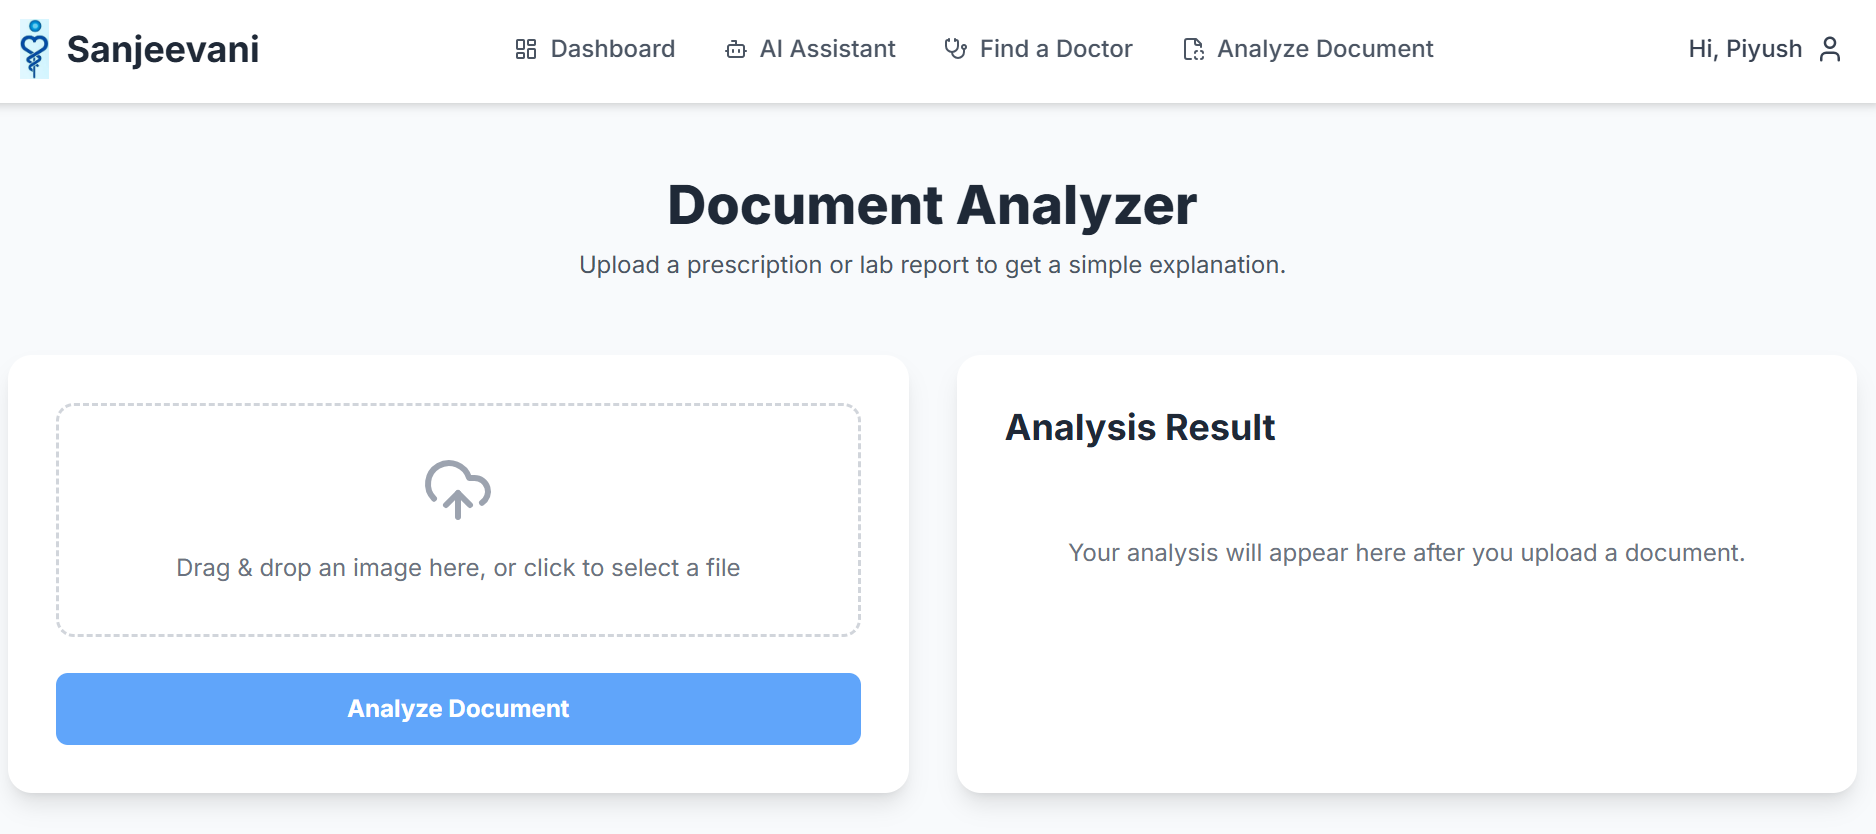 Sanjeevani
Dashboard
AI Assistant
Find a Doctor
Analyze Document
Hi, Piyush
Document Analyzer
Upload a prescription or lab report to get a simple explanation.
Drag & drop an image here, or click to select a file
Analyze Document
Analysis Result
Your analysis will appear here after you upload a document.